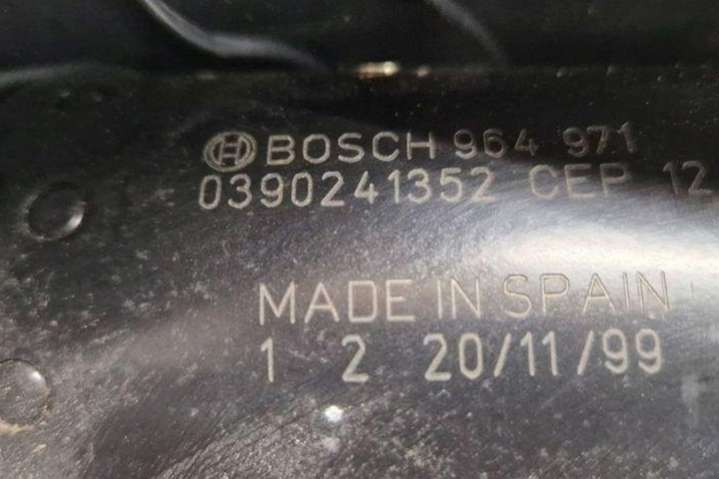 BOSCH 964 971
0390241352 CEP 12
MADE IN SPAIN
1 2 20/11/99